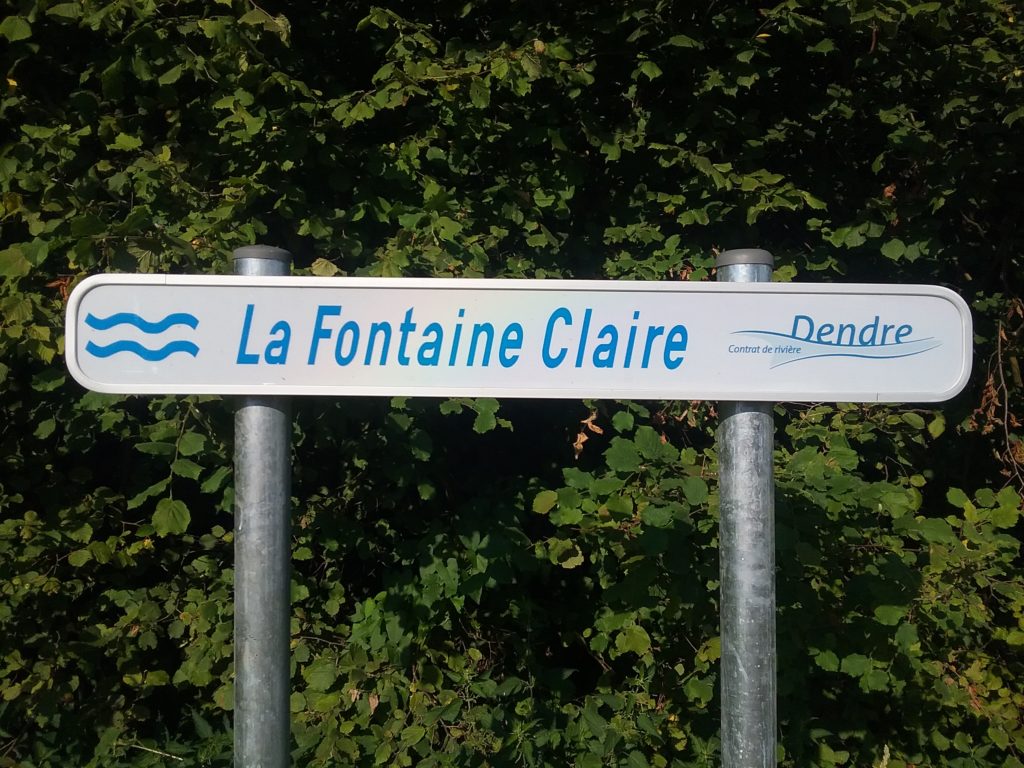 La Fontaine Claire
Dendre
Contrat de rivière